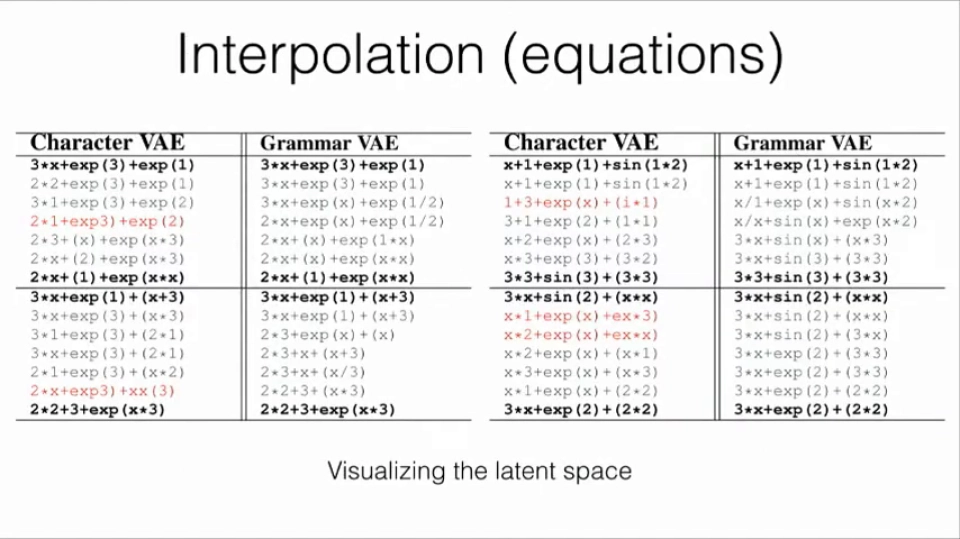 Interpolation (equations)
Character VAE Grammar VAE Character VAE Grammar VAE
3*x+exp(3)+exp(1) 3*x+exp(3)+exp(1) x+1+exp(1)+sin(1*2) x+1+exp(1)+sin(1*2)
2*2+exp(3)+exp(1) 3*x+exp(3)+exp(1) x+1+exp(1)+sin(1*2) x+1+exp(1)+sin(1*2)
3*1+exp(3)+exp(2) 3*x+exp(x)+exp(1/2) 1+3+exp(x)+(i*1) x/1+exp(x)+sin(x*2)
2*1+exp3)+exp(2) 2*x+exp(x)+exp(1/2) 3+1+exp(2)+(1*1) x/x+sin(x)+exp(x*2)
2*3+(x)+exp(x*3) 2*x+(x)+exp(1*x) x+2+exp(x)+(2*3) 3*x+sin(x)+(x*3)
2*x+(2)+exp(x*3) 2*x+(x)+exp(x*x) x*3+exp(3)+(3*2) 3*x+sin(3)+(3*3)
2*x+(1)+exp(x*x) 2*x+(1)+exp(x*x) 3*3+sin(3)+(3*3) 3*3+sin(3)+(3*3)
3*x+exp(1)+(x+3) 3*x+exp(1)+(x+3) 3*x+sin(2)+(x*x) 3*x+sin(2)+(x*x)
3*x+exp(3)+(x*3) 3*x+exp(1)+(x+3) x*1+exp(x)+ex*3) 3*x+sin(2)+(x*x)
3*1+exp(3)+(2*1) 2*3+exp(x)+(x) x*2+exp(x)+ex*x) 3*x+sin(2)+(3*x)
3*x+exp(3)+(2*1) 2*3+x+(x+3) x*2+exp(x)+(x*1) 3*x+exp(2)+(3*3)
2*1+exp(3)+(x*2) 2*3+x+(x/3) x*3+exp(x)+(x*3) 3*x+exp(2)+(3*3)
2*x+exp3)+xx(3) 2*2+3+(x*3) x*1+exp(x)+(2*2) 3*x+exp(2)+(2*2)
2*2+3+exp(x*3) 2*2+3+exp(x*3) 3*x+exp(2)+(2*2) 3*x+exp(2)+(2*2)
Visualizing the latent space